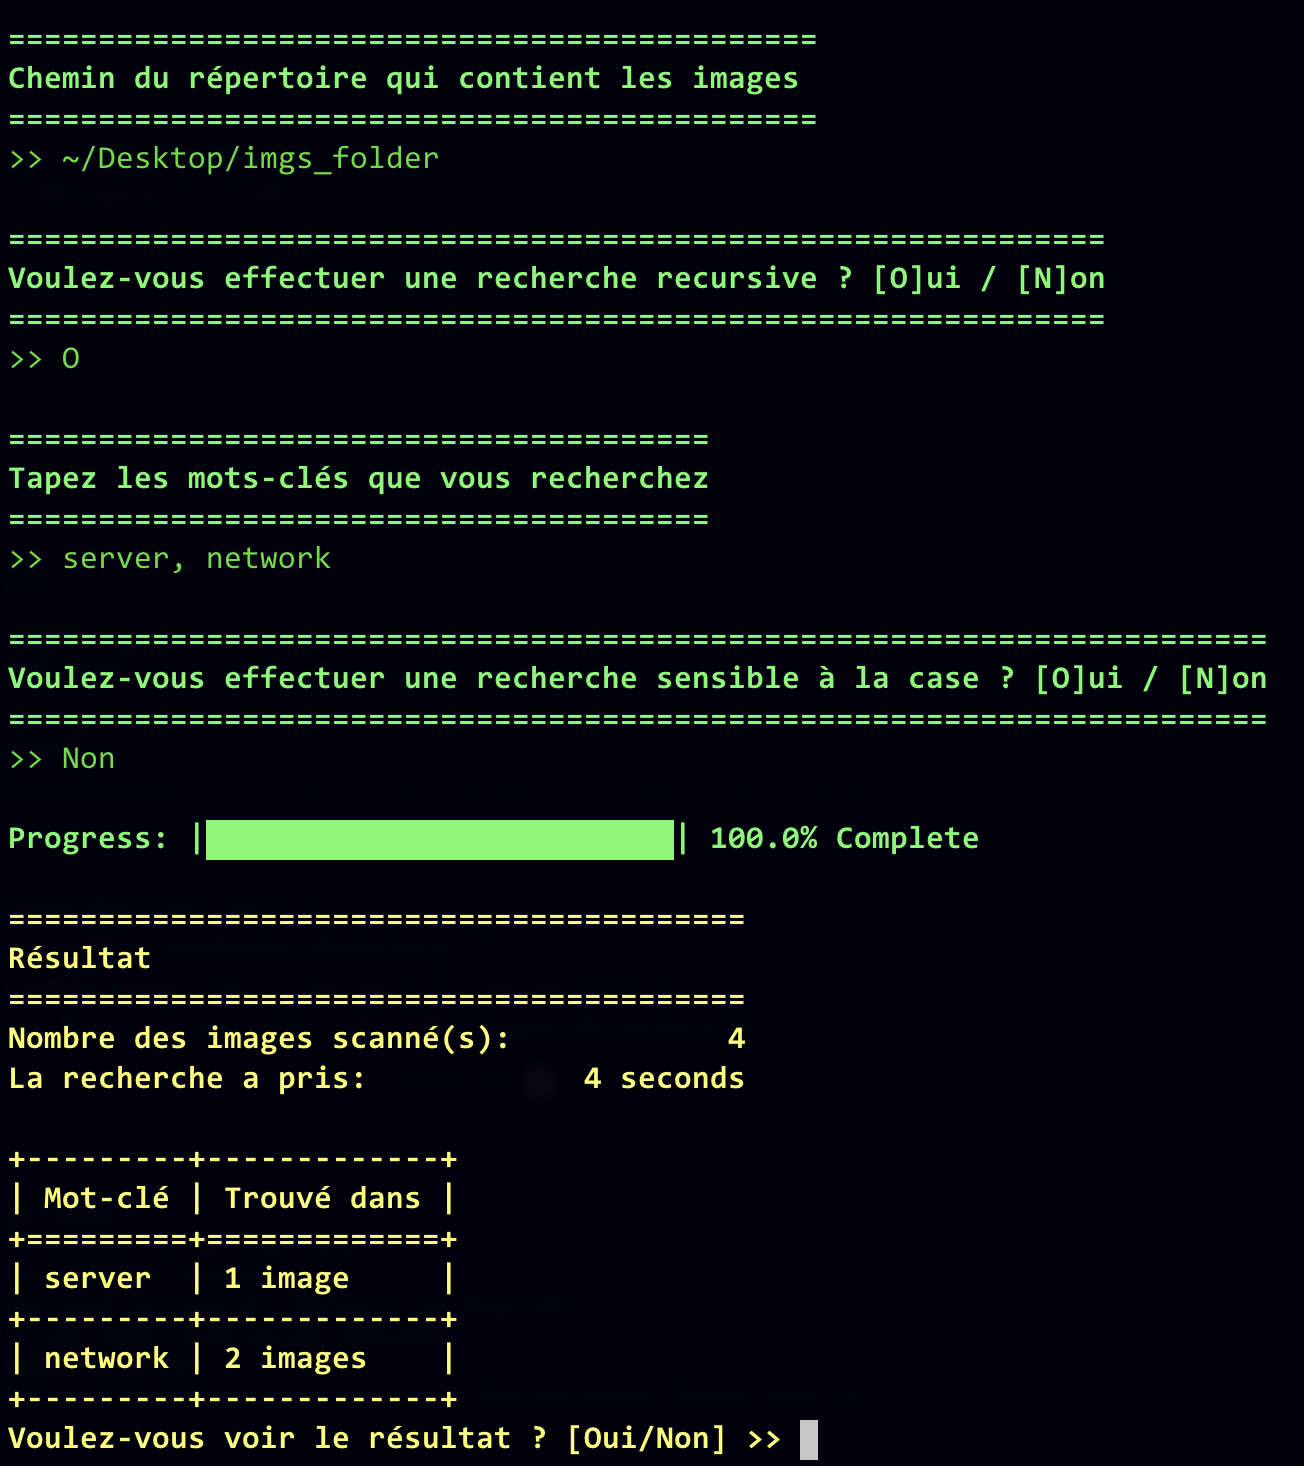 =============================================
Chemin du répertoire qui contient les images
=============================================
>> ~/Desktop/imgs_folder
=============================================================
Voulez-vous effectuer une recherche recursive ? [O]ui / [N]on
=============================================================
>> O
=======================================
Tapez les mots-clés que vous recherchez
=======================================
>> server, network
======================================================================
Voulez-vous effectuer une recherche sensible à la case ? [O]ui / [N]on
======================================================================
>> Non
Progress: |██████████████████████████| 100.0% Complete
=========================================
Résultat
=========================================
Nombre des images scanné(s):            4
La recherche a pris:            4 seconds
+---------+-------------+
| Mot-clé | Trouvé dans |
+=========+=============+
| server  | 1 image     |
+---------+-------------+
| network | 2 images    |
+---------+-------------+
Voulez-vous voir le résultat ? [Oui/Non] >>